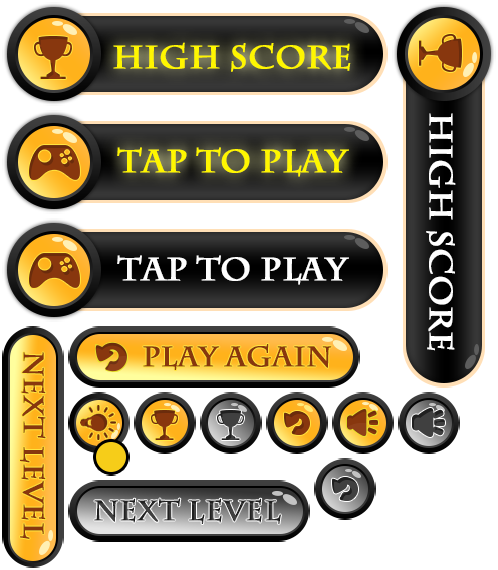 HIGH SCORE
TAP TO PLAY
TAP TO PLAY
HIGH SCORE
NEXT LEVEL
PLAY AGAIN
NEXT LEVEL